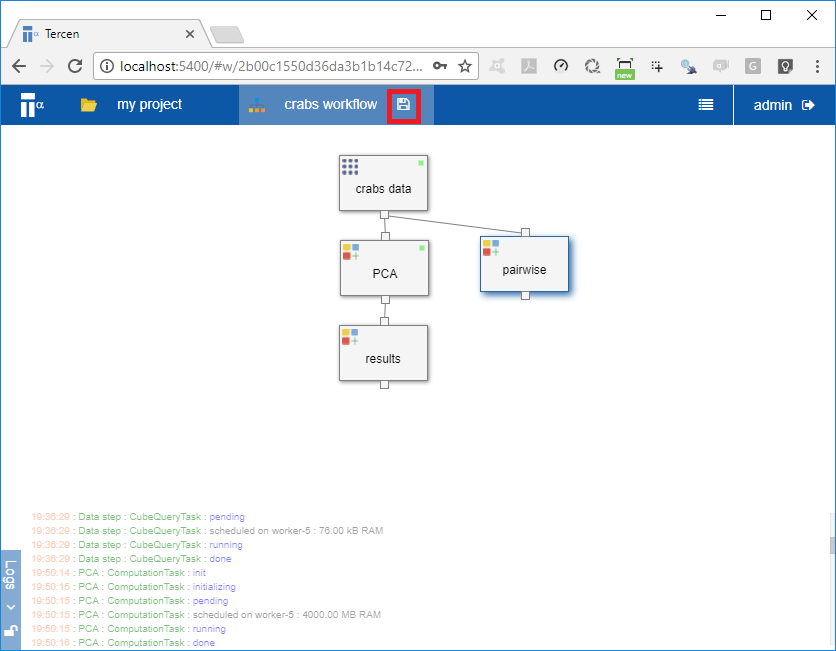 Tercen
localhost:5400/#w/2b00c1550d36da3b1b14c72...
new
G
my project
crabs workflow
admin
crabs data
PCA
pairwise
results
19:36:29 : Data step : CubeQueryTask : pending
19:36:29 : Data step : CubeQueryTask : scheduled on worker-5 : 76.00 kB RAM
19:36:29 : Data step : CubeQueryTask : running
19:36:29 : Data step : CubeQueryTask : done
19:50:14 : PCA : ComputationTask : init
19:50:15 : PCA : ComputationTask : initializing
19:50:15 : PCA : ComputationTask : pending
19:50:15 : PCA : ComputationTask : scheduled on worker-5 : 4000.00 MB RAM
19:50:15 : PCA : ComputationTask : running
19:50:16 : PCA : ComputationTask : done
Logs